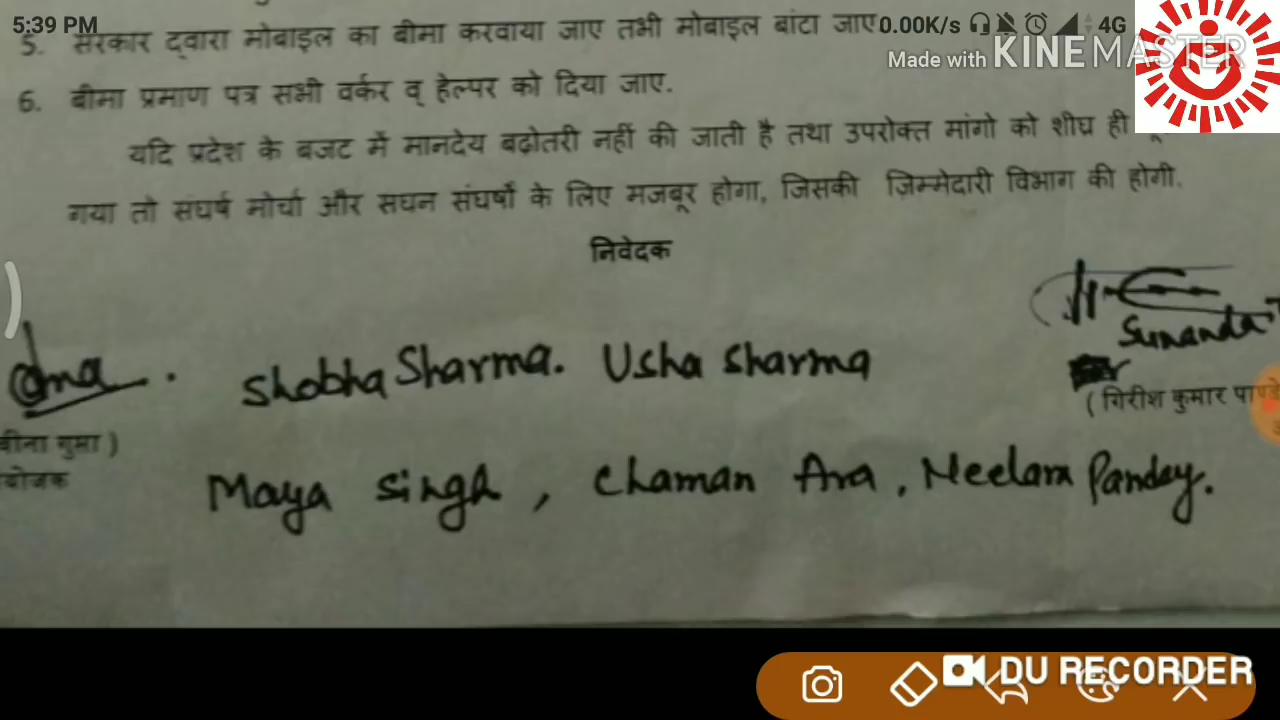 5:39 PM 0.00K/s 4G
Made with KINEMASTER
5. सरकार द्वारा मोबाइल का बीमा करवाया जाए तभी मोबाइल बांटा जाए
6. बीमा प्रमाण पत्र सभी वर्कर व् हेल्पर को दिया जाए.
यदि प्रदेश के बजट में मानदेय बढ़ोतरी नहीं की जाती है तथा उपरोक्त मांगो को शीघ्र ही
गया तो संघर्ष मोर्चा और सघन संघर्षों के लिए मजबूर होगा, जिसकी ज़िम्मेदारी विभाग की होगी.
निवेदक
Sunanda
Shobha Sharma. Usha Sharma
(गिरीश कुमार पाण्डे
बीना गुप्ता )
योजक
Maya Singh, Chaman Ara, Neelam Pandey.
DU RECORDER